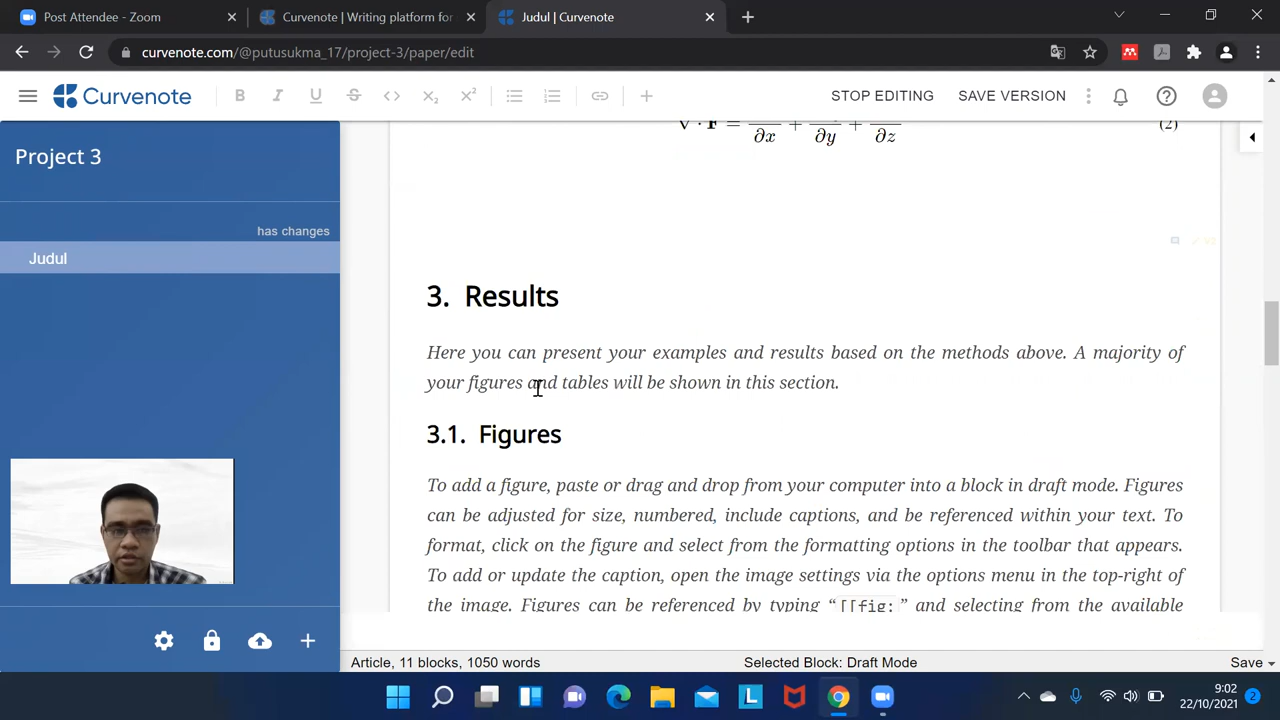 Post Attendee - Zoom
Curvenote | Writing platform for
Judul | Curvenote
curvenote.com/@putusukma_17/project-3/paper/edit
Curvenote
STOP EDITING
SAVE VERSION
Project 3
has changes
Judul
∇ · F = ∂x + ∂y + ∂z (2)
3. Results
Here you can present your examples and results based on the methods above. A majority of
your figures and tables will be shown in this section.
3.1. Figures
To add a figure, paste or drag and drop from your computer into a block in draft mode. Figures
can be adjusted for size, numbered, include captions, and be referenced within your text. To
format, click on the figure and select from the formatting options in the toolbar that appears.
To add or update the caption, open the image settings via the options menu in the top-right of
the image. Figures can be referenced by typing “[[fig:” and selecting from the available
Article, 11 blocks, 1050 words
Selected Block: Draft Mode
Save
9:02
22/10/2021
2